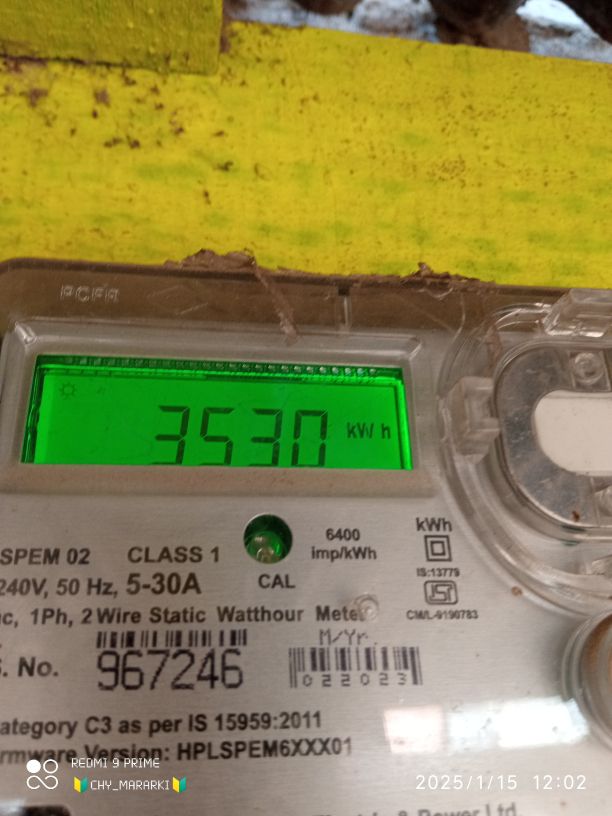 3530 kWh
6400
imp/kWh
kWh
SPEM 02 CLASS 1
CAL
IS:13779
240V, 50 Hz, 5-30A
1Ph, 2 Wire Static Watthour Meter
CM/L-9190783
M/Yr.
No. 967246
022023
ategory C3 as per IS 15959:2011
rmware Version: HPLSPEM6XXX01
REDMI 9 PRIME
CHY_MARARKI
2025/1/15 12:02
& Power Ltd.